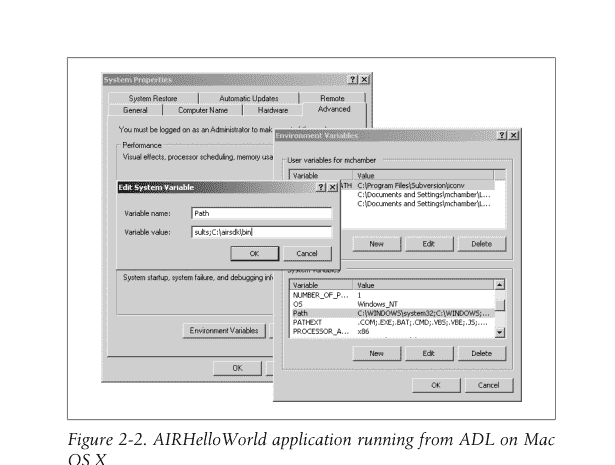 System Properties
System Restore Automatic Updates Remote
General Computer Name Hardware Advanced
You must be logged on as an Administrator to mak
Performance
Visual effects, processor scheduling, memory usa
Edit System Variable
Variable name: Path
Variable value: sults;C:\airsdk\bin
OK Cancel
System startup, system failure, and debugging
Environment Variables
OK
Environment Variables
User variables for mchamber
Variable Value
ATH C:\Program Files\Subversion\iconv
C:\Documents and Settings\mchamber\L...
C:\Documents and Settings\mchamber\L...
New Edit Delete
System variables
Variable Value
NUMBER_OF_P... 1
OS Windows_NT
Path C:\WINDOWS\system32;C:\WINDOWS;...
PATHEXT .COM;.EXE;.BAT;.CMD;.VBS;.VBE;.JS;....
PROCESSOR_A... x86
New Edit Delete
OK Cancel
Figure 2-2. AIRHelloWorld application running from ADL on Mac
OS X